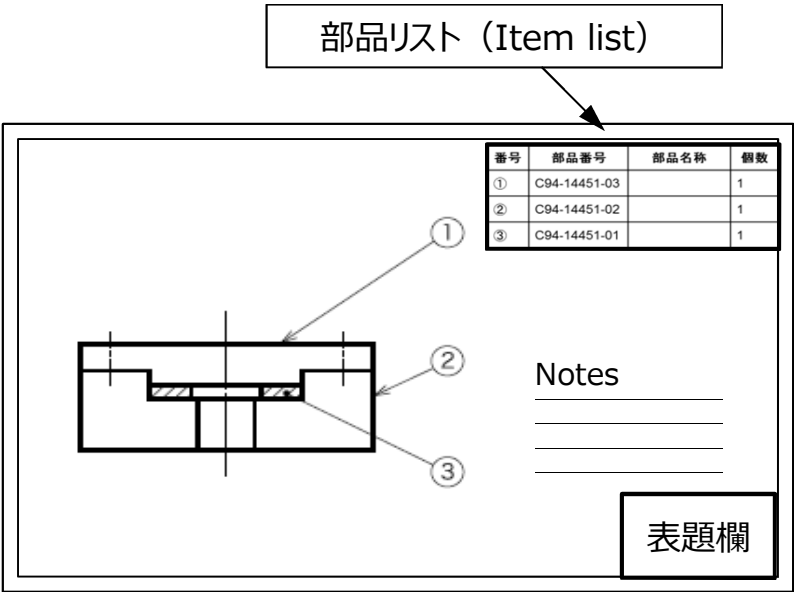 部品リスト（Item list）
番号 部品番号 部品名称 個数
① C94-14451-03 1
② C94-14451-02 1
③ C94-14451-01 1
①
②
③
Notes
表題欄